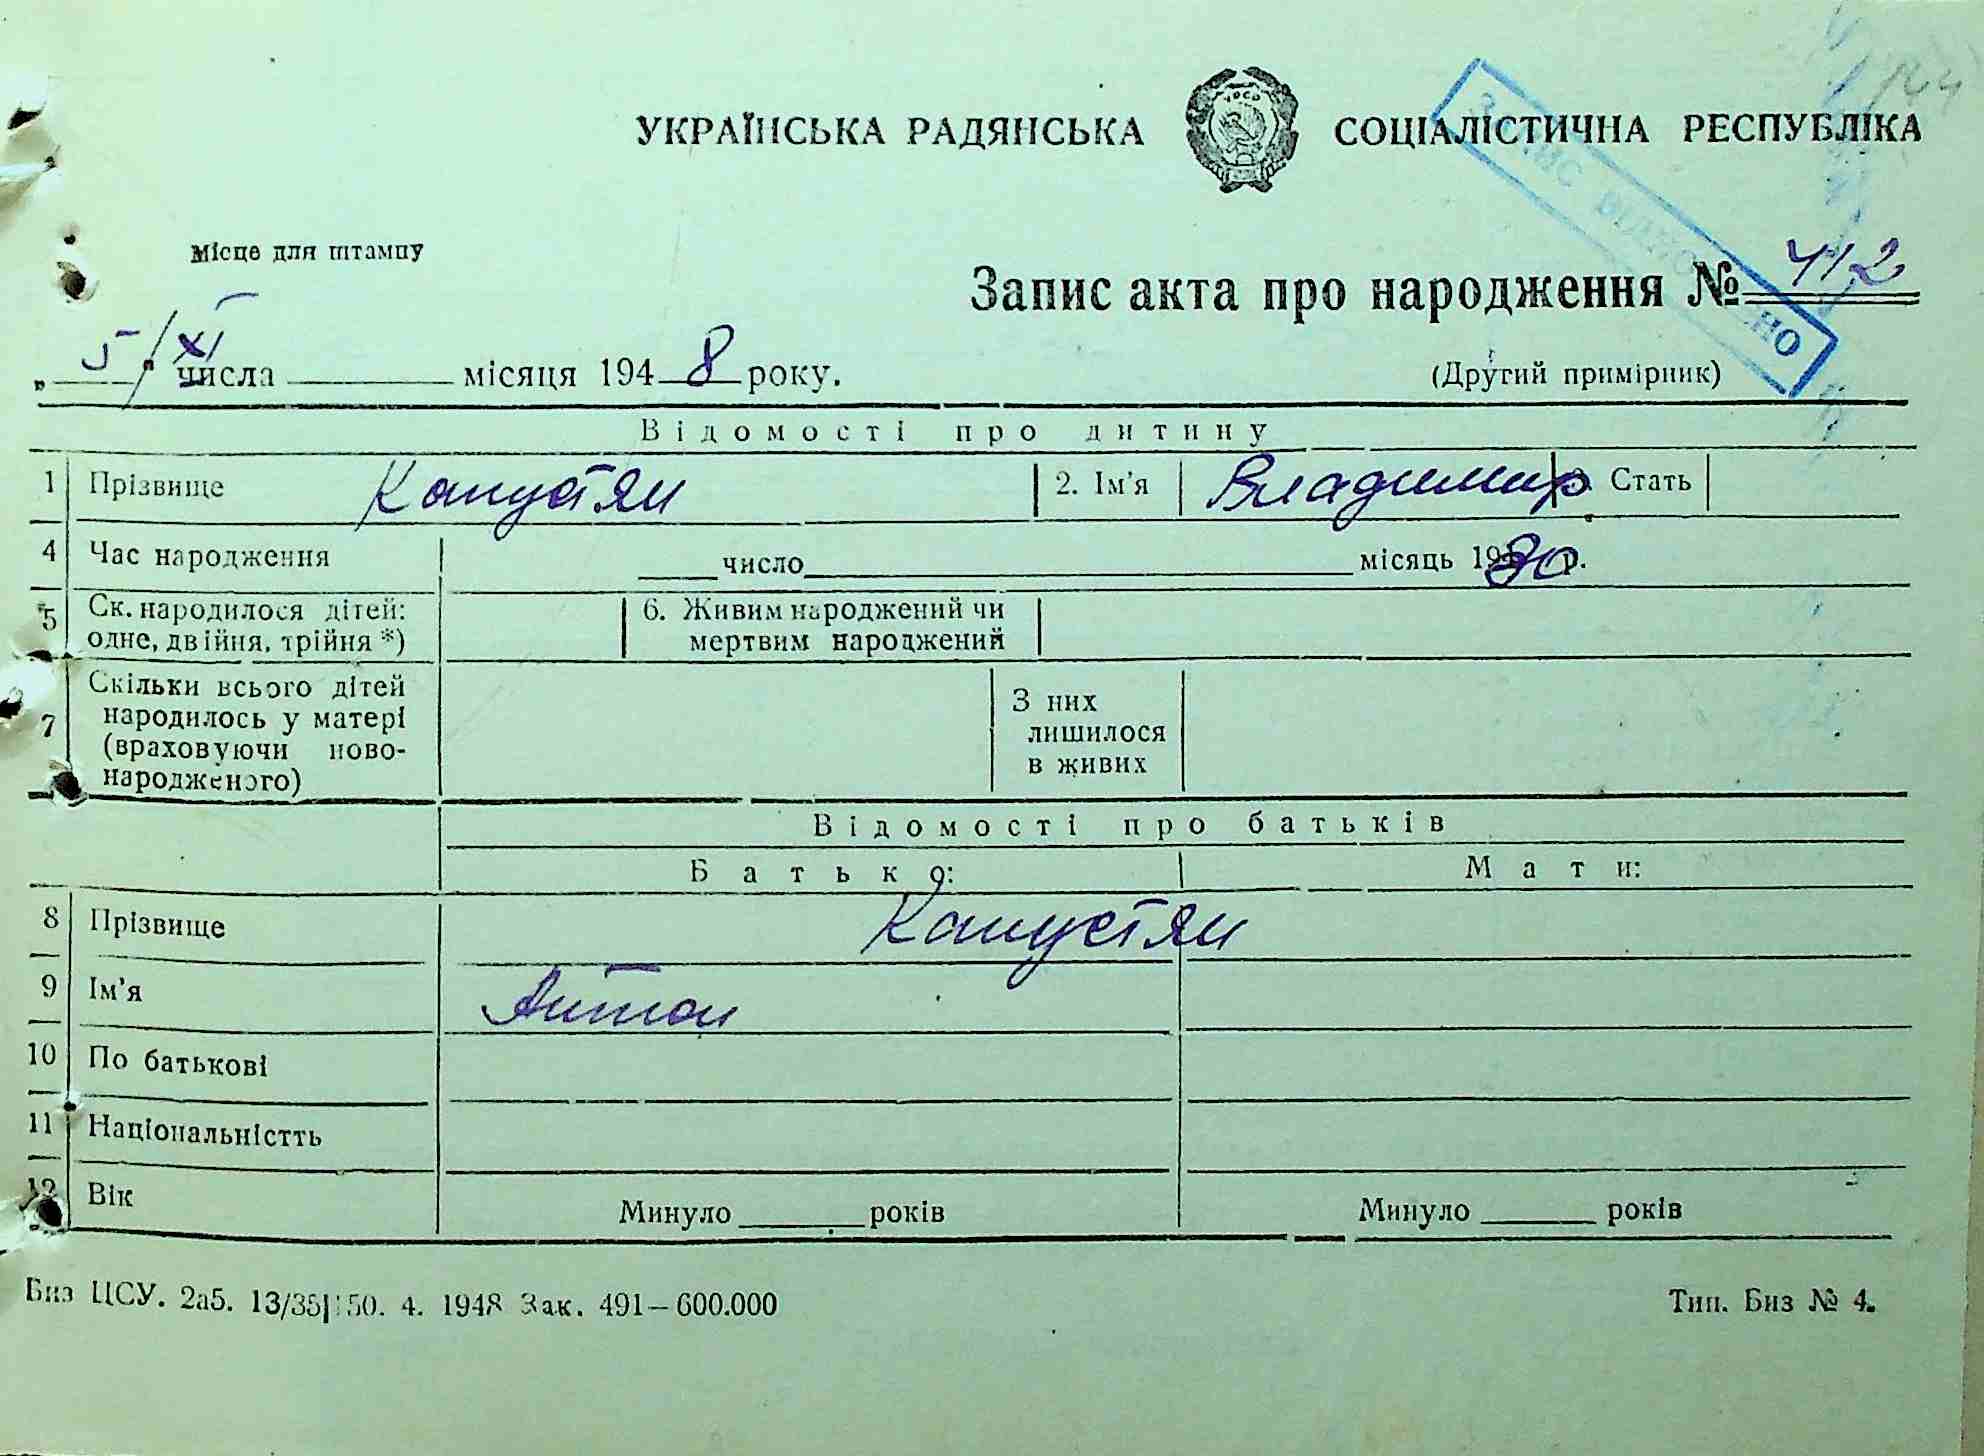 УКРАЇНСЬКА РАДЯНСЬКА СОЦІАЛІСТИЧНА РЕСПУБЛІКА
ЗАПИС ВІДНОВЛЕНО
Місце для штампу
Запис акта про народження № 412
„ 5/XI " числа місяця 1948 року.
(Другий примірник)
Відомості про дитину
1 Прізвище Капустян 2. Ім'я Владимир Стать
4 Час народження число місяць 1930 р.
5 Ск. народилося дітей: 6. Живим народжений чи
одне, двійня, трійня *) мертвим народжений
7 Скільки всього дітей народилось у матері (враховуючи ново-народженого) З них лишилося в живих
Відомості про батьків
Батько: Мати:
8 Прізвище Капустян
9 Ім'я Антон
10 По батькові
11 Національністть
12 Вік Минуло років Минуло років
Биз ЦСУ. 2а5. 13/35 50. 4. 1948 Зак. 491—600.000 Тип. Биз № 4.